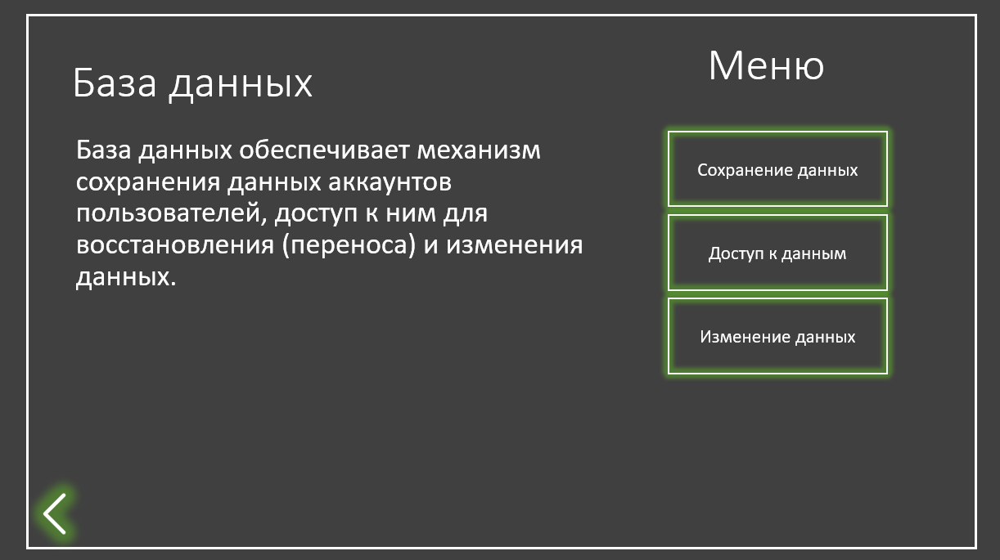 База данных
База данных обеспечивает механизм
сохранения данных аккаунтов
пользователей, доступ к ним для
восстановления (переноса) и изменения
данных.
Меню
Сохранение данных
Доступ к данным
Изменение данных